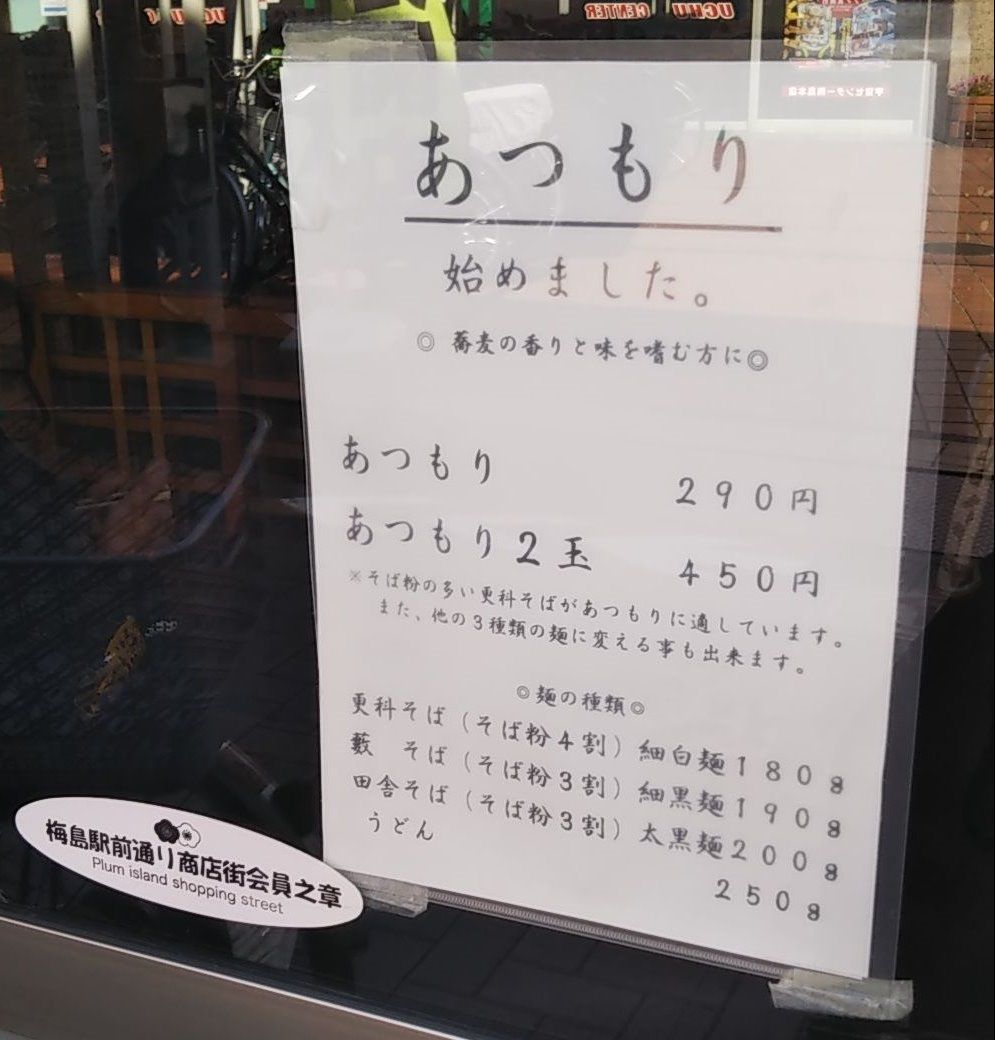 UCHU
CENTER
UCHU
あつもり
始めました。
◎ 蕎麦の香りと味を嗜む方に◎
あつもり 290円
あつもり2玉 450円
※そば粉の多い更科そばがあつもりに適しています。
また、他の3種類の麺に変える事も出来ます。
◎麺の種類◎
更科そば(そば粉4割)細白麺180g
藪 そば(そば粉3割)細黒麺190g
田舎そば(そば粉3割)太黒麺200g
うどん 250g
梅島駅前通り商店街会員之章
Plum island shopping street